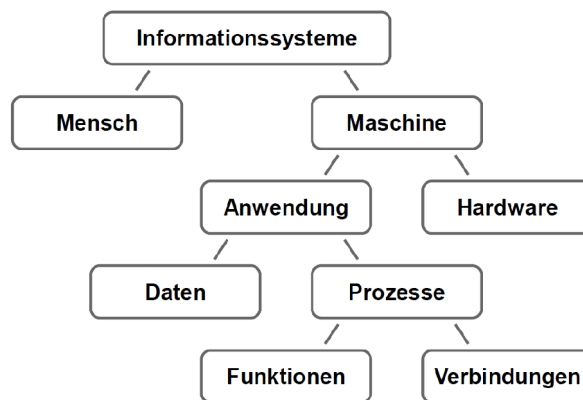 Informationssysteme
Mensch
Maschine
Anwendung
Hardware
Daten
Prozesse
Funktionen
Verbindungen